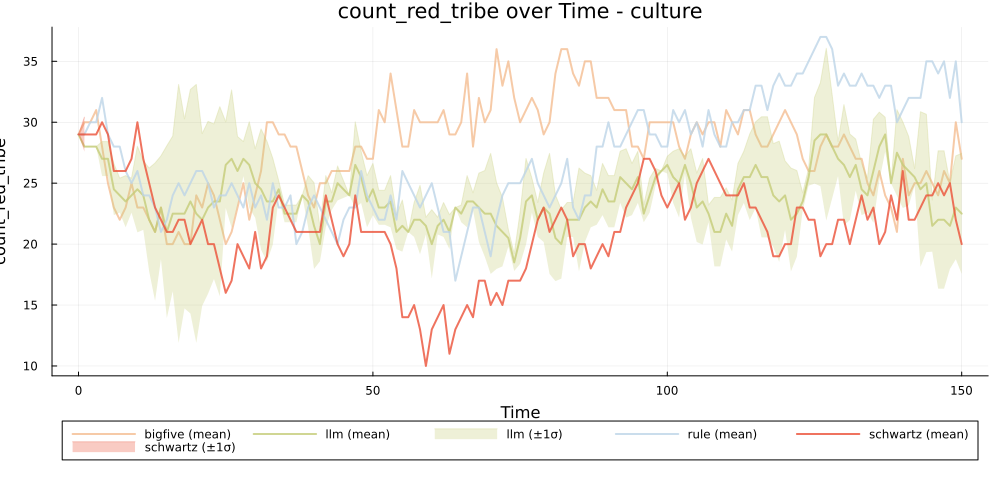 count_red_tribe over Time - culture
count_red_tribe
35
30
25
20
15
10
0 50 100 150
Time
bigfive (mean) llm (mean) llm (±1σ) rule (mean) schwartz (mean)
schwartz (±1σ)